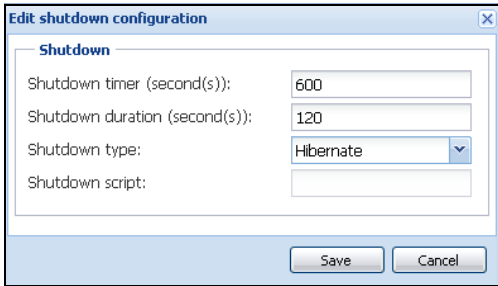 Edit shutdown configuration
Shutdown
Shutdown timer (second(s)): 600
Shutdown duration (second(s)): 120
Shutdown type: Hibernate
Shutdown script:
Save Cancel